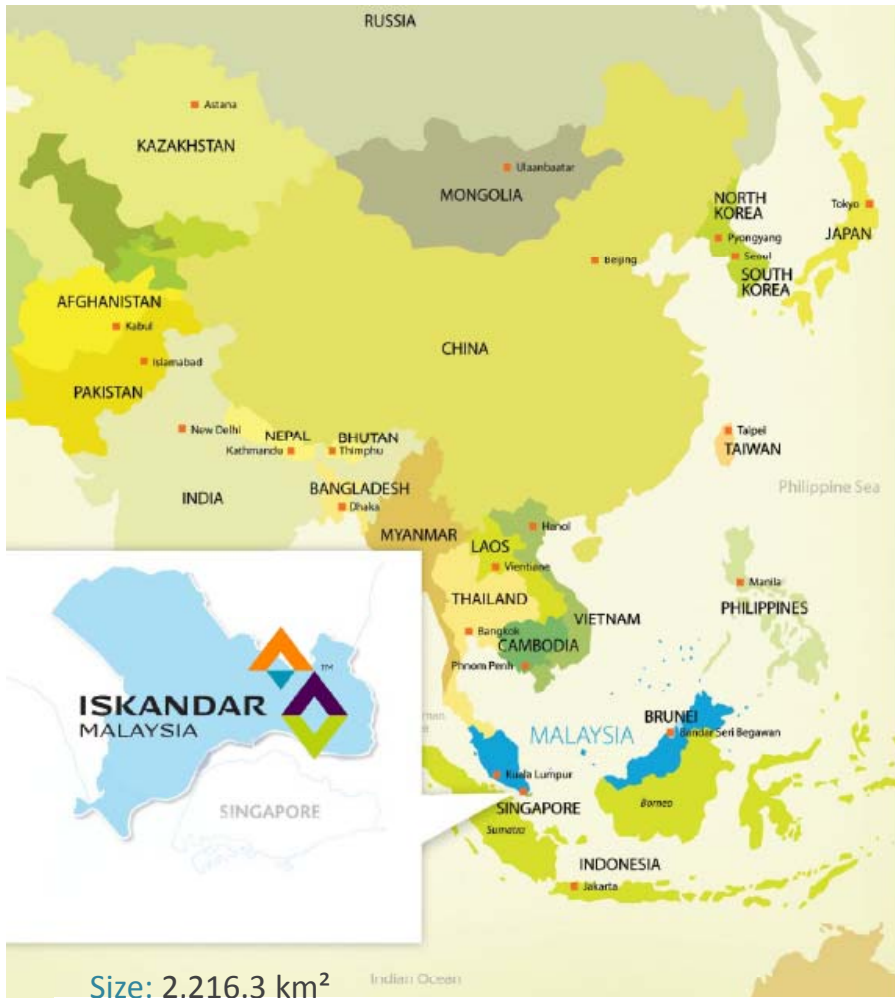 RUSSIA
Astana
KAZAKHSTAN
Ulaanbaatar
MONGOLIA
NORTH
KOREA
Tokyo
Pyongyang
JAPAN
Beijing
Seoul
SOUTH
KOREA
AFGHANISTAN
Kabul
CHINA
Islamabad
PAKISTAN
New Delhi
NEPAL
BHUTAN
Kathmandu
Thimphu
Taipei
TAIWAN
BANGLADESH
INDIA
Dhaka
Philippine Sea
MYANMAR
Hanoi
LAOS
Vientiane
Manila
THAILAND
PHILIPPINES
VIETNAM
Bangkok
CAMBODIA
Phnom Penh
BRUNEI
MALAYSIA
Bandar Seri Begawan
Kuala Lumpur
SINGAPORE
Borneo
Sumatra
INDONESIA
Jakarta
ISKANDAR
TM
MALAYSIA
SINGAPORE
Indian Ocean
Size: 2,216.3 km²